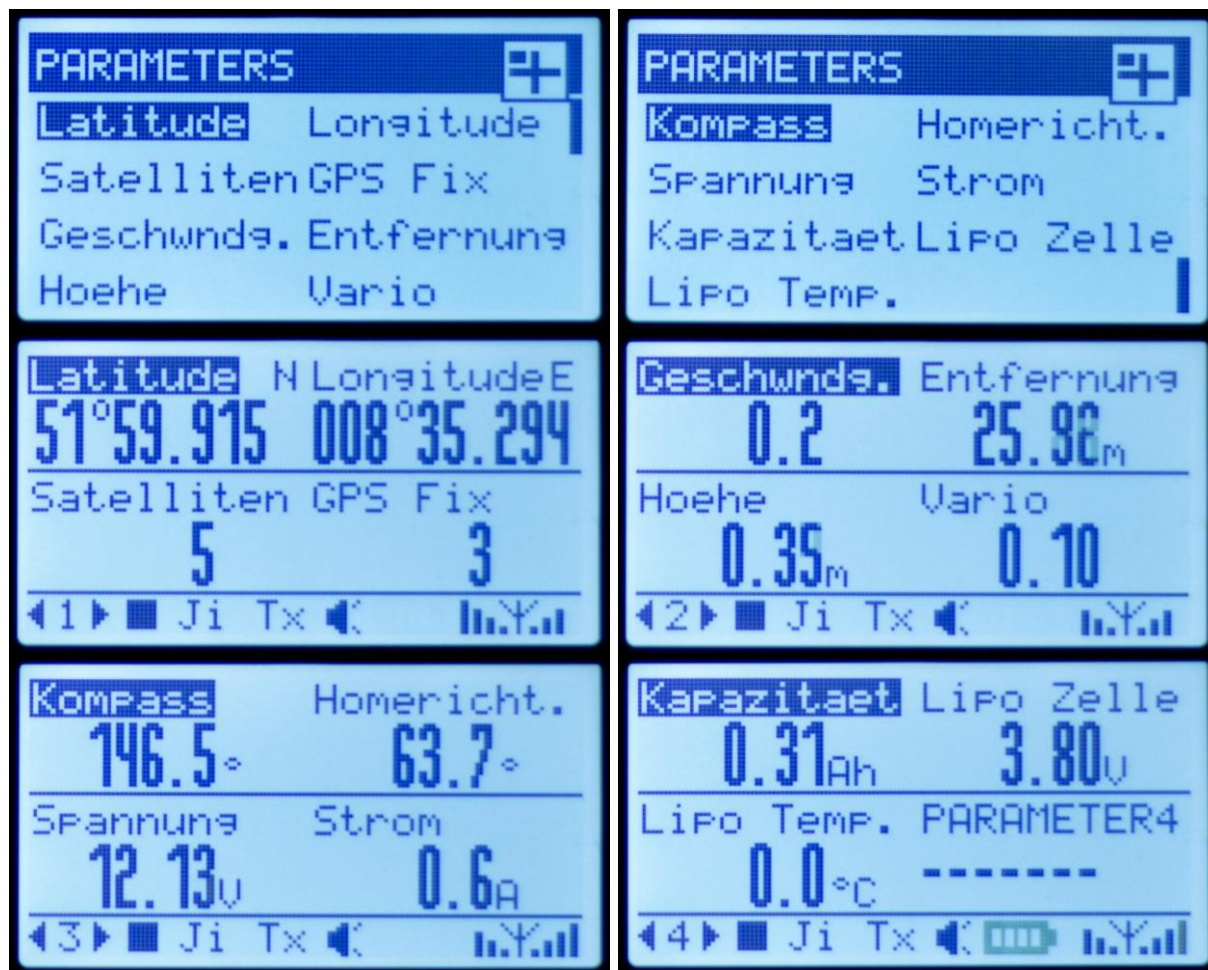 PARAMETERS
Latitude Longitude
Satelliten GPS Fix
Geschwndg. Entfernung
Hoehe Vario
PARAMETERS
Kompass Homericht.
Spannung Strom
Kapazitaet Lipo Zelle
Lipo Temp.
Latitude N Longitude E
51°59.915 008°35.294
Satelliten GPS Fix
5 3
1 Ji Tx
Geschwndg. Entfernung
0.2 m
Hoehe Vario
0.35m 0.10
2 Ji Tx
Kompass Homericht.
146.5° 63.7°
Spannung Strom
12.13V 0.6A
3 Ji Tx
Kapazitaet Lipo Zelle
0.31Ah 3.80V
Lipo Temp. PARAMETER4
0.0°C -------
4 Ji Tx